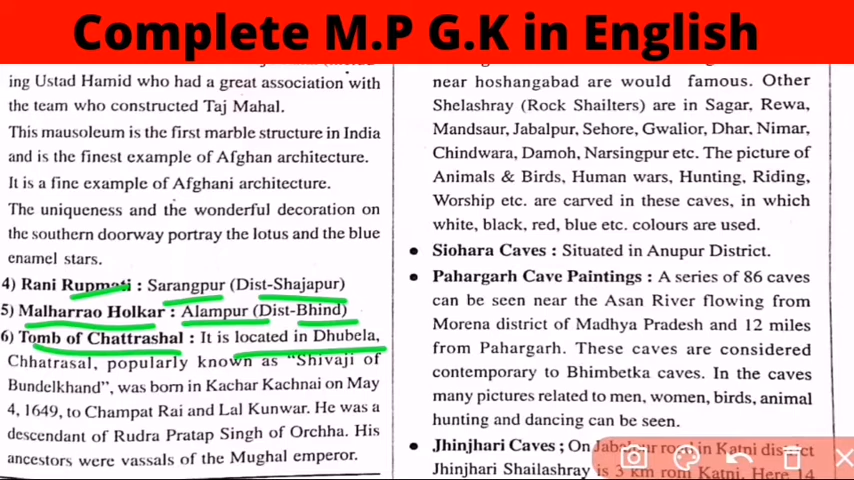 Complete M.P G.K in English
ing Ustad Hamid who had a great association with
the team who constructed Taj Mahal.
This mausoleum is the first marble structure in India
and is the finest example of Afghan architecture.
It is a fine example of Afghani architecture.
The uniqueness and the wonderful decoration on
the southern doorway portray the lotus and the blue
enamel stars.
4) Rani Rupmati : Sarangpur (Dist-Shajapur)
5) Malharrao Holkar : Alampur (Dist-Bhind)
6) Tomb of Chattrashal : It is located in Dhubela,
Chhatrasal, popularly known as "Shivaji of
Bundelkhand", was born in Kachar Kachnai on May
4, 1649, to Champat Rai and Lal Kunwar. He was a
descendant of Rudra Pratap Singh of Orchha. His
ancestors were vassals of the Mughal emperor.
near hoshangabad are would famous. Other
Shelashray (Rock Shailters) are in Sagar, Rewa,
Mandsaur, Jabalpur, Sehore, Gwalior, Dhar, Nimar,
Chindwara, Damoh, Narsingpur etc. The picture of
Animals & Birds, Human wars, Hunting, Riding,
Worship etc. are carved in these caves, in which
white, black, red, blue etc. colours are used.
• Siohara Caves : Situated in Anupur District.
• Pahargarh Cave Paintings : A series of 86 caves
can be seen near the Asan River flowing from
Morena district of Madhya Pradesh and 12 miles
from Pahargarh. These caves are considered
contemporary to Bhimbetka caves. In the caves
many pictures related to men, women, birds, animal
hunting and dancing can be seen.
• Jhinjhari Caves ; On Jabalpur road in Katni district
Jhinjhari Shailashray is 3 km rom Katni. Here 14